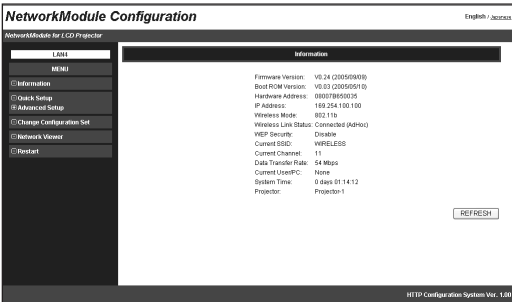 NetworkModule Configuration
English / Japanese
NetworkModule for LCD Projector
LAN4
MENU
Information
Quick Setup
Advanced Setup
Change Configuration Set
Network Viewer
Restart
Information
Firmware Version: V0.24 (2005/09/09)
Boot ROM Version: V0.03 (2005/05/10)
Hardware Address: 00007B650035
IP Address: 169.254.100.100
Wireless Mode: 802.11b
Wireless Link Status: Connected (AdHoc)
WEP Security: Disable
Current SSID: WIRELESS
Current Channel: 11
Data Transfer Rate: 54 Mbps
Current User/PC: None
System Time: 0 days 01:14:12
Projector: Projector-1
REFRESH
HTTP Configuration System Ver. 1.00